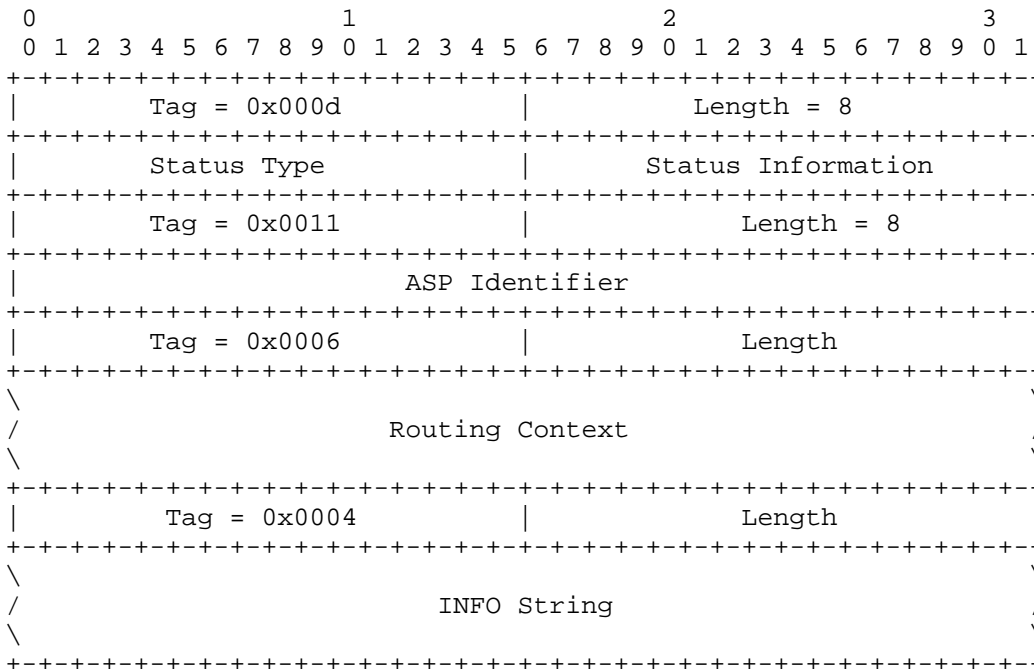 0                   1                   2                   3
 0 1 2 3 4 5 6 7 8 9 0 1 2 3 4 5 6 7 8 9 0 1 2 3 4 5 6 7 8 9 0 1
+-+-+-+-+-+-+-+-+-+-+-+-+-+-+-+-+-+-+-+-+-+-+-+-+-+-+-+-+-+-+-+-
|        Tag = 0x000d           |          Length = 8
+-+-+-+-+-+-+-+-+-+-+-+-+-+-+-+-+-+-+-+-+-+-+-+-+-+-+-+-+-+-+-+-
|        Status Type            |       Status Information
+-+-+-+-+-+-+-+-+-+-+-+-+-+-+-+-+-+-+-+-+-+-+-+-+-+-+-+-+-+-+-+-
|        Tag = 0x0011           |             Length = 8
+-+-+-+-+-+-+-+-+-+-+-+-+-+-+-+-+-+-+-+-+-+-+-+-+-+-+-+-+-+-+-+-
|                        ASP Identifier
+-+-+-+-+-+-+-+-+-+-+-+-+-+-+-+-+-+-+-+-+-+-+-+-+-+-+-+-+-+-+-+-
|        Tag = 0x0006           |             Length
+-+-+-+-+-+-+-+-+-+-+-+-+-+-+-+-+-+-+-+-+-+-+-+-+-+-+-+-+-+-+-+-
\                                                               \
/                       Routing Context                         /
\                                                               \
+-+-+-+-+-+-+-+-+-+-+-+-+-+-+-+-+-+-+-+-+-+-+-+-+-+-+-+-+-+-+-+-
|         Tag = 0x0004          |             Length
+-+-+-+-+-+-+-+-+-+-+-+-+-+-+-+-+-+-+-+-+-+-+-+-+-+-+-+-+-+-+-+-
\                                                               \
/                          INFO String                          /
\                                                               \
+-+-+-+-+-+-+-+-+-+-+-+-+-+-+-+-+-+-+-+-+-+-+-+-+-+-+-+-+-+-+-+-